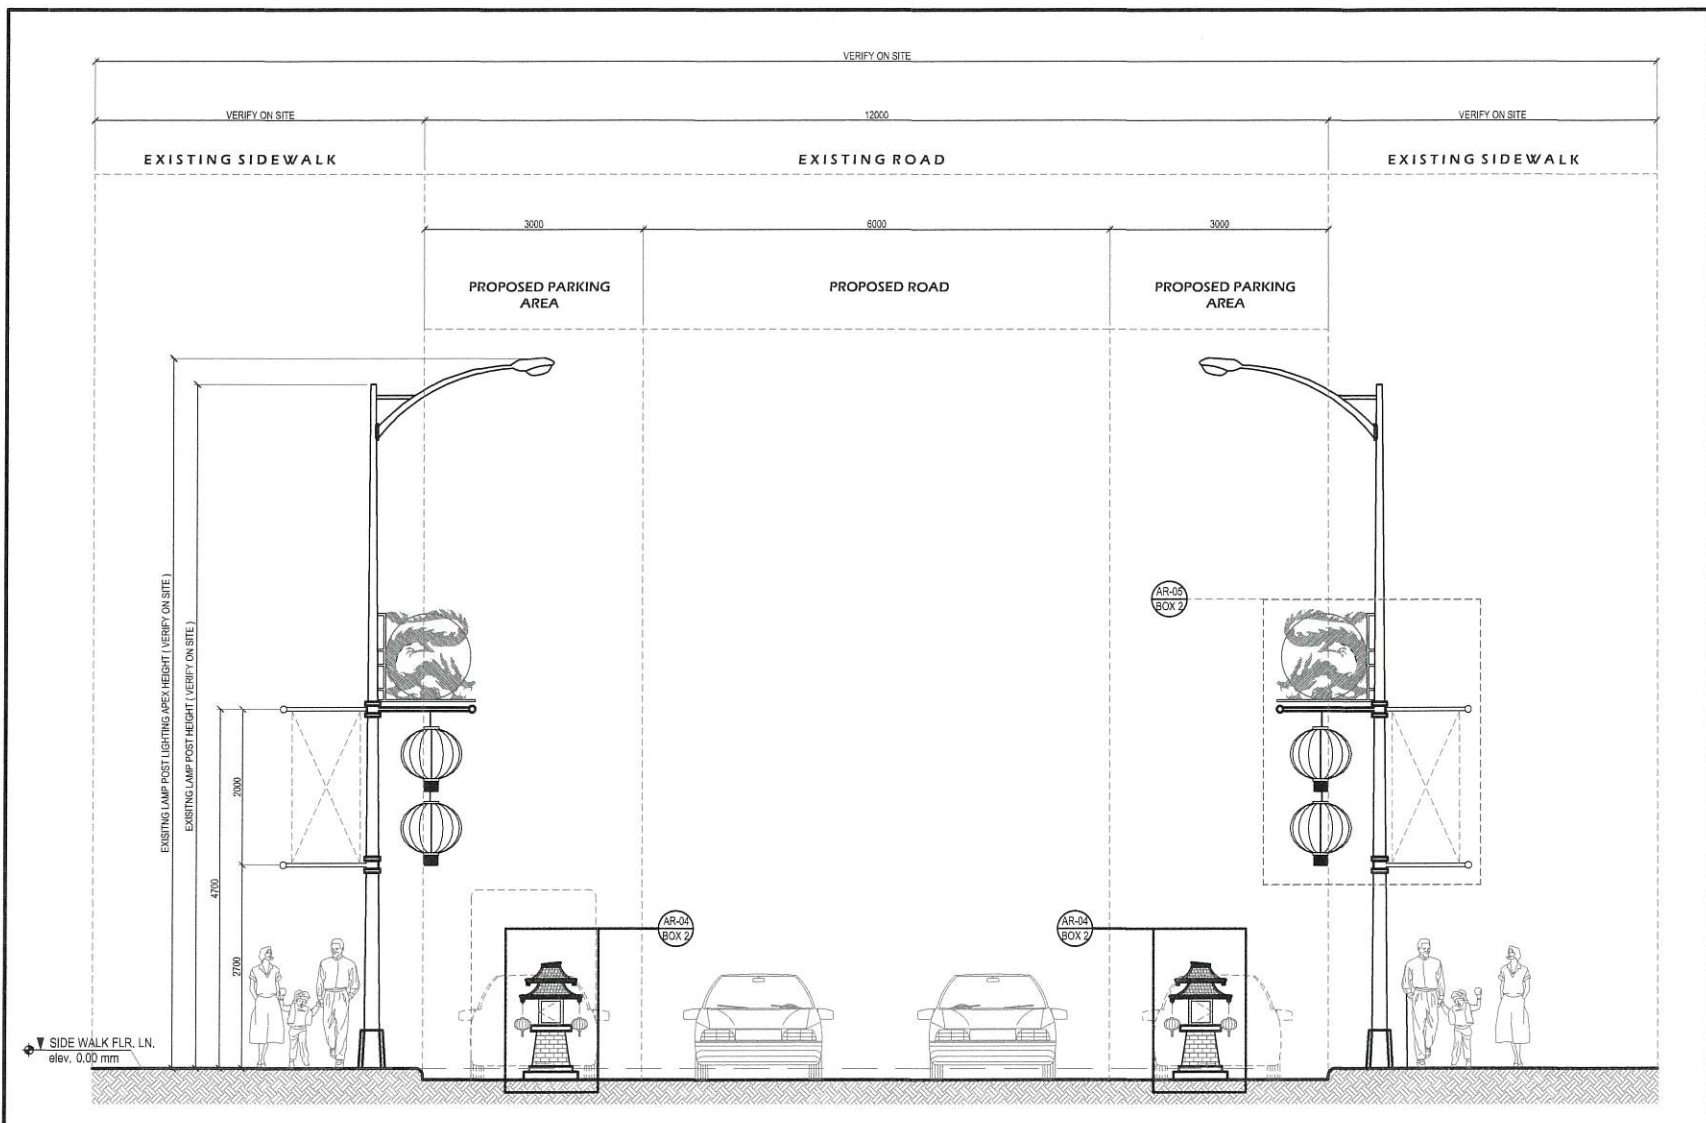 VERIFY ON SITE
VERIFY ON SITE
12000
VERIFY ON SITE
EXISTING SIDEWALK
EXISTING ROAD
EXISTING SIDEWALK
3000
6000
3000
PROPOSED PARKING
AREA
PROPOSED ROAD
PROPOSED PARKING
AREA
EXISITNG LAMP POST LIGHTING APEX HEIGHT ( VERIFY ON SITE )
EXISITNG LAMP POST HEIGHT ( VERIFY ON SITE )
AR-05
BOX 2
2000
4700
2700
AR-04
BOX 2
AR-04
BOX 2
SIDE WALK FLR. LN.
elev. 0.00 mm